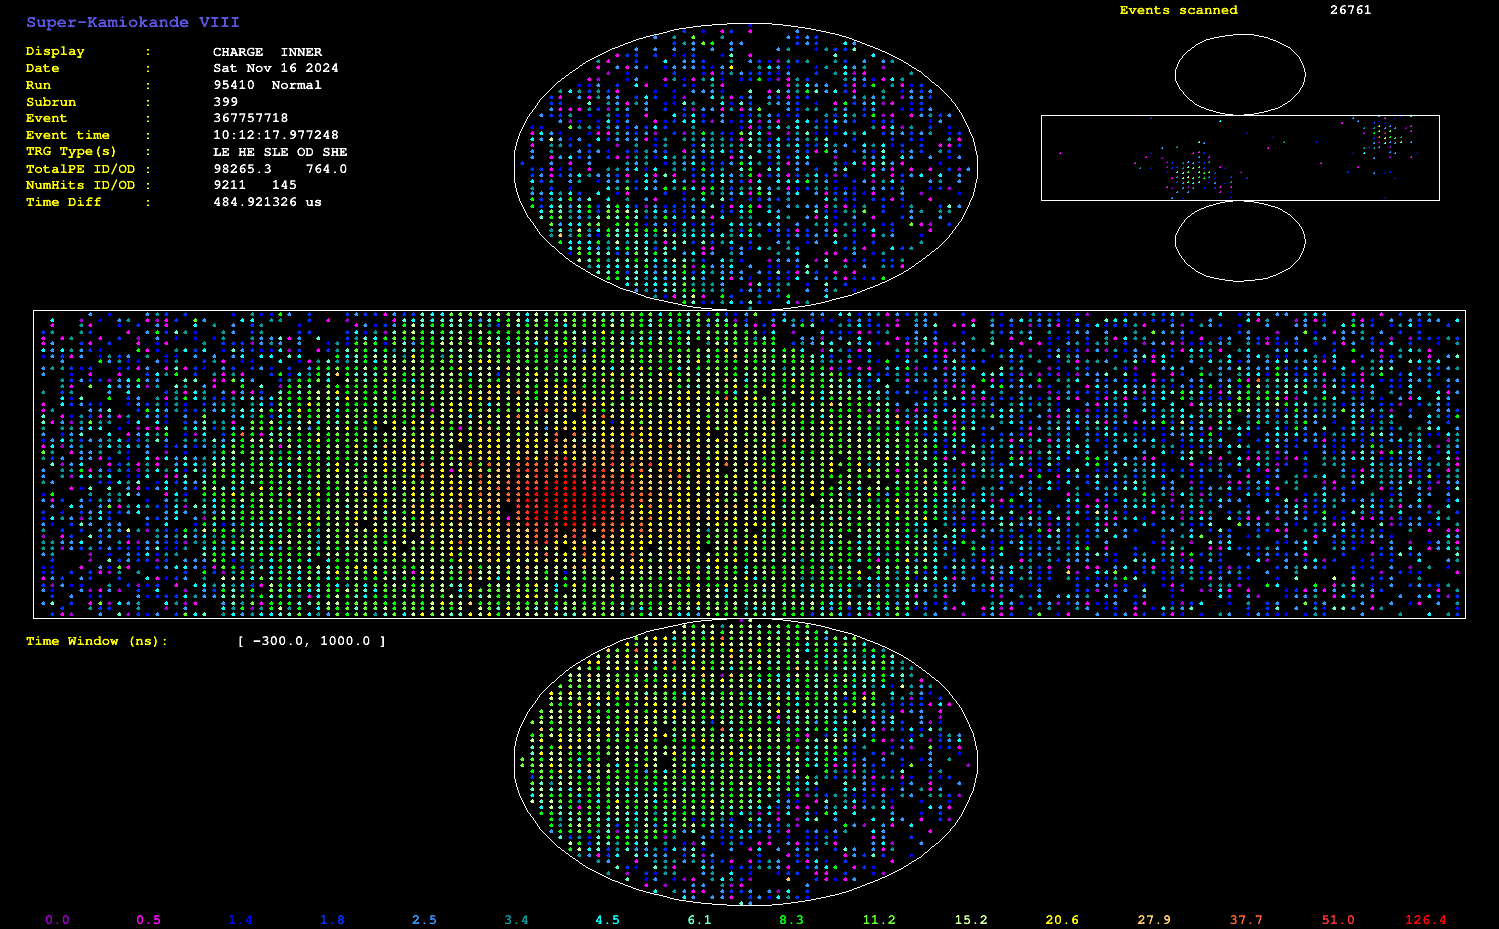 Super-Kamiokande VIII
Display : CHARGE INNER
Date : Sat Nov 16 2024
Run : 95410 Normal
Subrun : 399
Event : 367757718
Event time : 10:12:17.977248
TRG Type(s) : LE HE SLE OD SHE
TotalPE ID/OD : 98265.3 764.0
NumHits ID/OD : 9211 145
Time Diff : 484.921326 us
Events scanned 26761
Time Window (ns): [ -300.0, 1000.0 ]
0.0 0.5 1.4 1.8 2.5 3.4 4.5 6.1 8.3 11.2 15.2 20.6 27.9 37.7 51.0 126.4